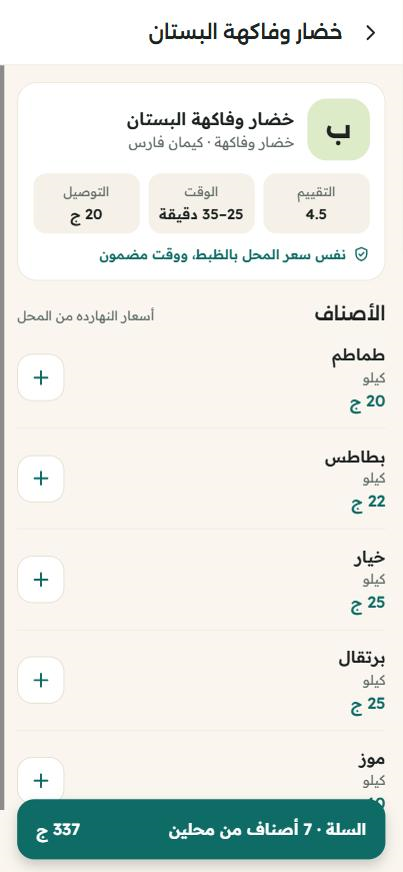 خضار وفاكهة البستان
ب
خضار وفاكهة البستان
خضار وفاكهة · كيمان فارس
التقييم
4.5
الوقت
25–35 دقيقة
التوصيل
20 ج
نفس سعر المحل بالظبط، ووقت مضمون
الأصناف
أسعار النهارده من المحل
طماطم
كيلو
20 ج
بطاطس
كيلو
22 ج
خيار
كيلو
25 ج
برتقال
كيلو
25 ج
موز
كيلو
السلة · 7 أصناف من محلين
337 ج